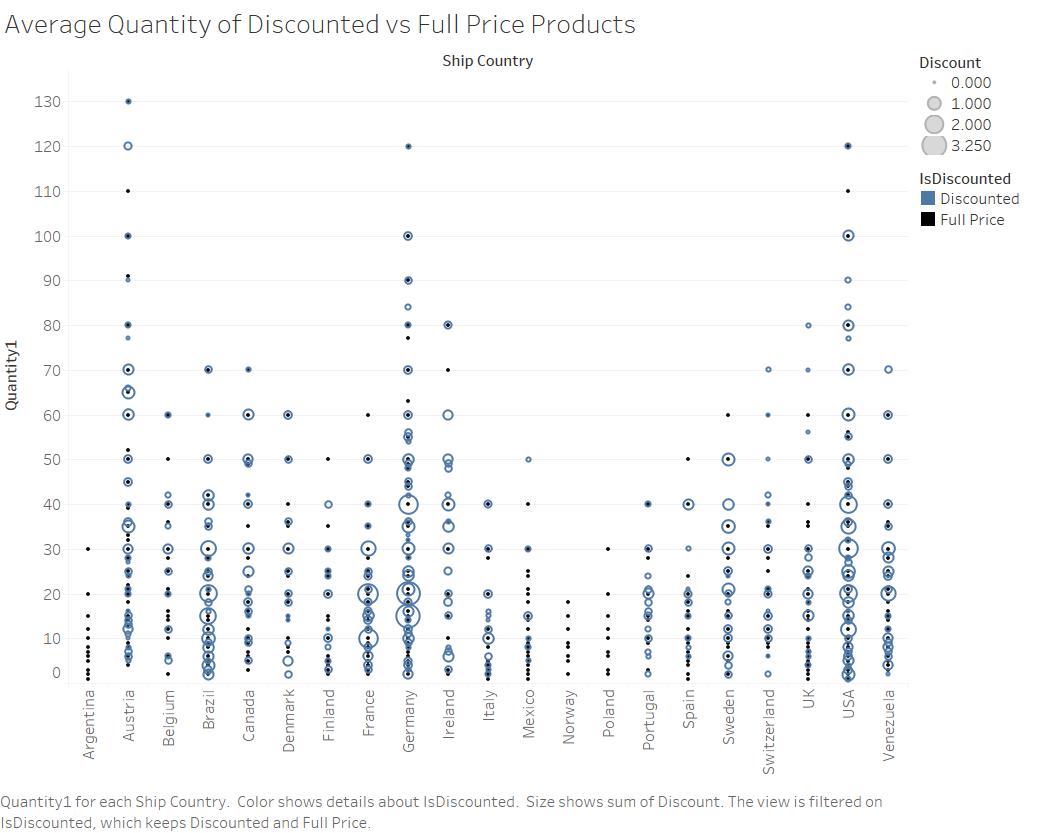 Average Quantity of Discounted vs Full Price Products
Ship Country
Discount
0.000
1.000
2.000
3.250
IsDiscounted
Discounted
Full Price
Quantity1
130
120
110
100
90
80
70
60
50
40
30
20
10
0
Argentina
Austria
Belgium
Brazil
Canada
Denmark
Finland
France
Germany
Ireland
Italy
Mexico
Norway
Poland
Portugal
Spain
Sweden
Switzerland
UK
USA
Venezuela
Quantity1 for each Ship Country.  Color shows details about IsDiscounted.  Size shows sum of Discount. The view is filtered on
IsDiscounted, which keeps Discounted and Full Price.